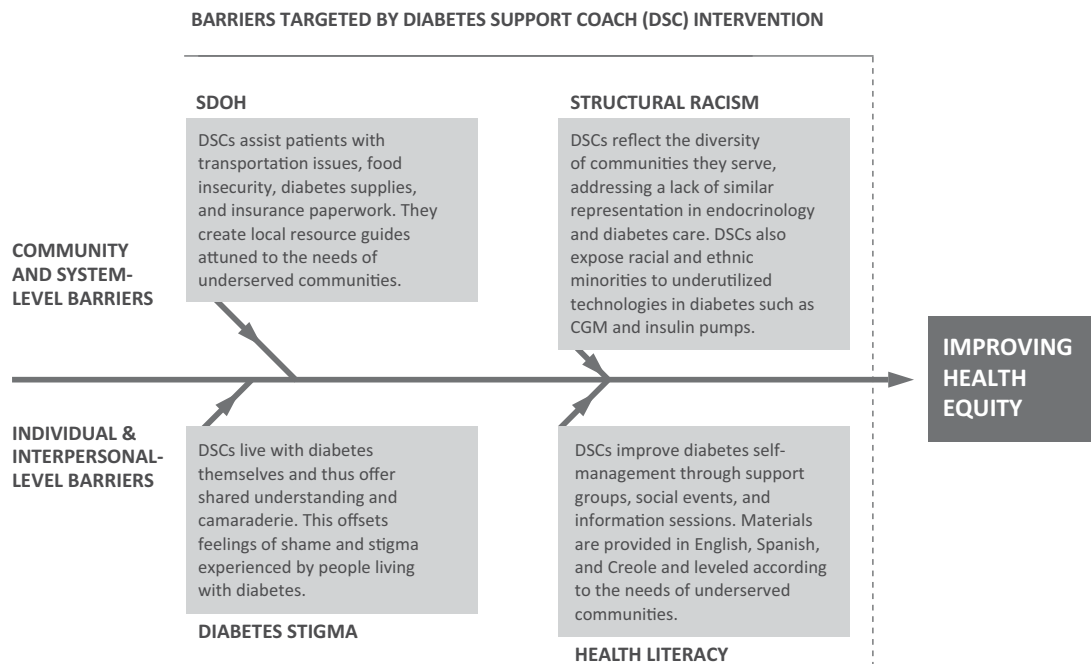 BARRIERS TARGETED BY DIABETES SUPPORT COACH (DSC) INTERVENTION
SDOH
DSCs assist patients with
transportation issues, food
insecurity, diabetes supplies,
and insurance paperwork. They
create local resource guides
attuned to the needs of
underserved communities.
STRUCTURAL RACISM
DSCs reflect the diversity
of communities they serve,
addressing a lack of similar
representation in endocrinology
and diabetes care. DSCs also
expose racial and ethnic
minorities to underutilized
technologies in diabetes such as
CGM and insulin pumps.
COMMUNITY
AND SYSTEM-
LEVEL BARRIERS
IMPROVING
HEALTH
EQUITY
INDIVIDUAL &
INTERPERSONAL-
LEVEL BARRIERS
DSCs live with diabetes
themselves and thus offer
shared understanding and
camaraderie. This offsets
feelings of shame and stigma
experienced by people living
with diabetes.
DIABETES STIGMA
DSCs improve diabetes self-
management through support
groups, social events, and
information sessions. Materials
are provided in English, Spanish,
and Creole and leveled according
to the needs of underserved
communities.
HEALTH LITERACY